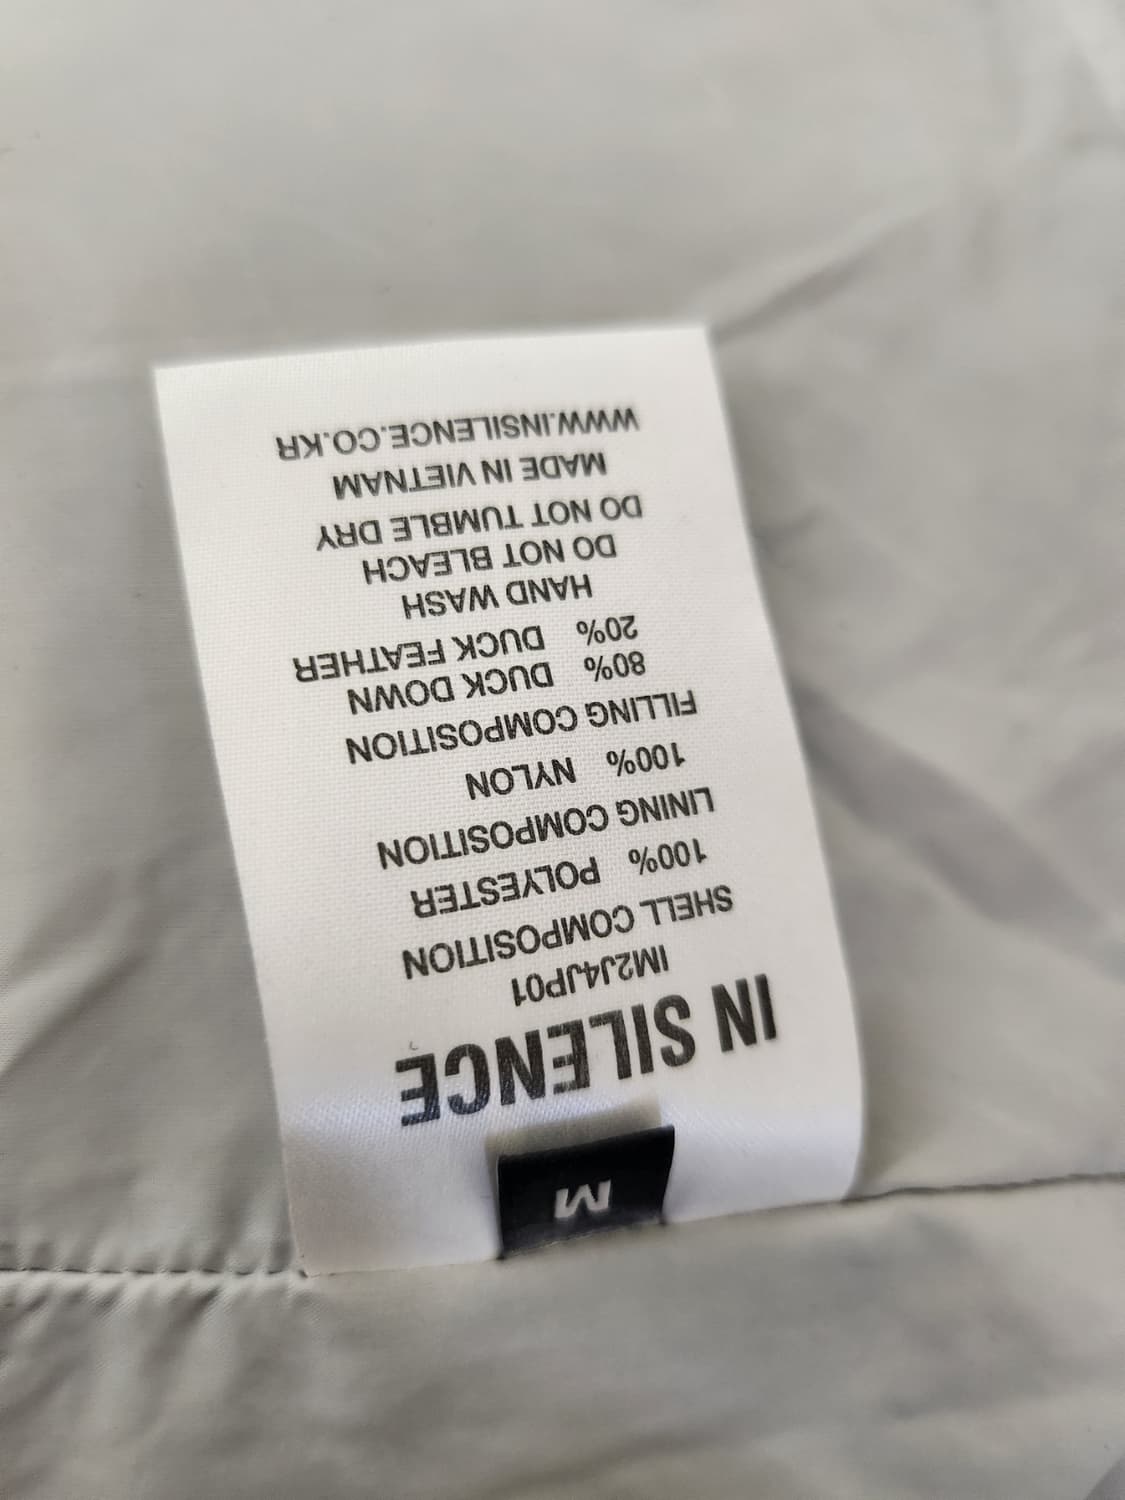 M
IN SILENCE
IM2J4JP01
SHELL COMPOSITION
100% POLYESTER
LINING COMPOSITION
100% NYLON
FILLING COMPOSITION
80% DUCK DOWN
20% DUCK FEATHER
HAND WASH
DO NOT BLEACH
DO NOT TUMBLE DRY
MADE IN VIETNAM
WWW.INSILENCE.CO.KR